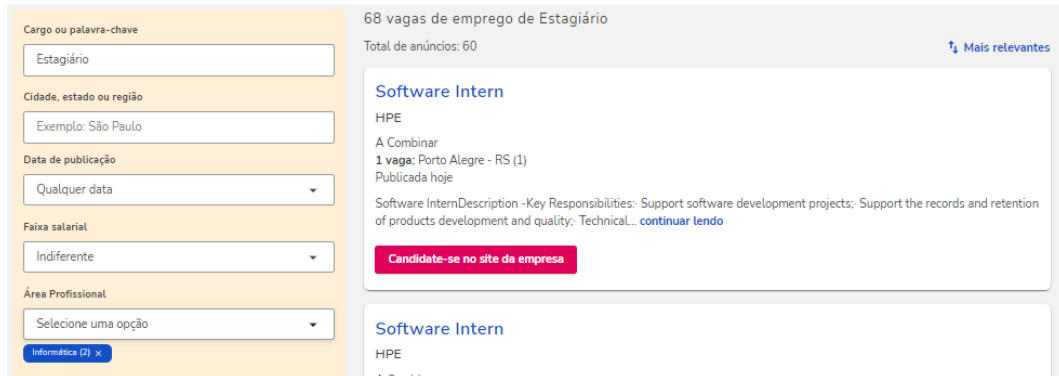 Cargo ou palavra-chave
Estagiário
Cidade, estado ou região
Exemplo: São Paulo
Data de publicação
Qualquer data
Faixa salarial
Indiferente
Área Profissional
Selecione uma opção
Informática (2) ×
68 vagas de emprego de Estagiário
Total de anúncios: 60
Mais relevantes
Software Intern
HPE
A Combinar
1 vaga: Porto Alegre - RS (1)
Publicada hoje
Software InternDescription -Key Responsibilities:· Support software development projects;· Support the records and retention
of products development and quality;· Technical... continuar lendo
Candidate-se no site da empresa
Software Intern
HPE